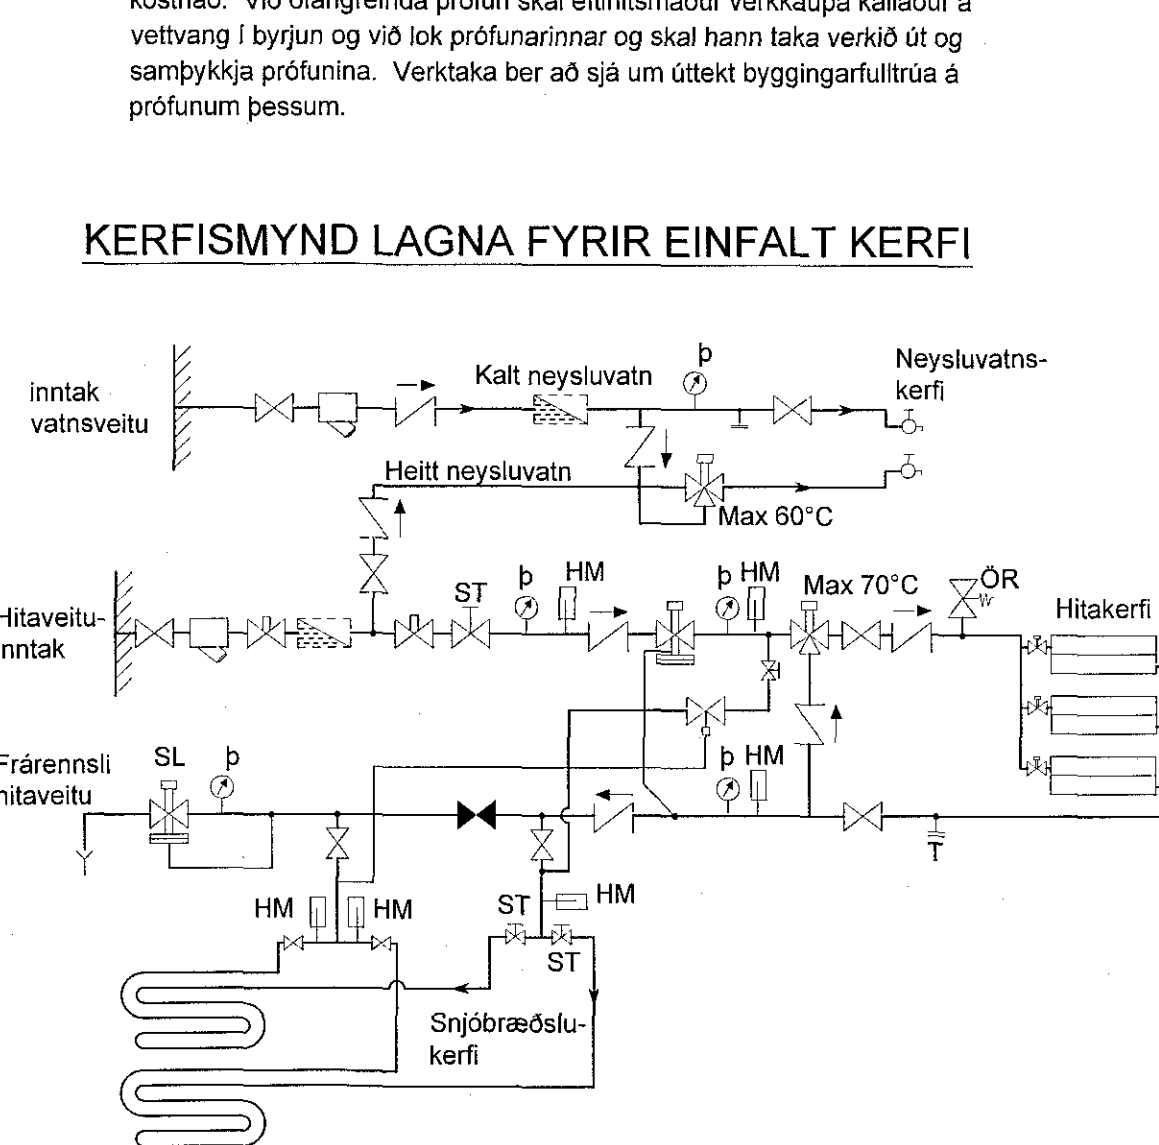 kostnað. Við ofangreinda prófun skal eftirlitsmaður verkkaupa kallaður á
vettvang í byrjun og við lok prófunarinnar og skal hann taka verkið út og
samþykkja prófunina. Verktaka ber að sjá um úttekt byggingarfulltrúa á
prófunum þessum.
KERFISMYND LAGNA FYRIR EINFALT KERFI
inntak
vatnsveitu
Kalt neysluvatn
þ
Neysluvatns-
kerfi
Heitt neysluvatn
Max 60°C
Hitaveitu-
inntak
ST
þ
HM
þ
HM
Max 70°C
ÖR
Hitakerfi
Frárennsli
hitaveitu
SL
þ
þ
HM
HM
HM
ST
HM
ST
Snjóbræðslu-
kerfi